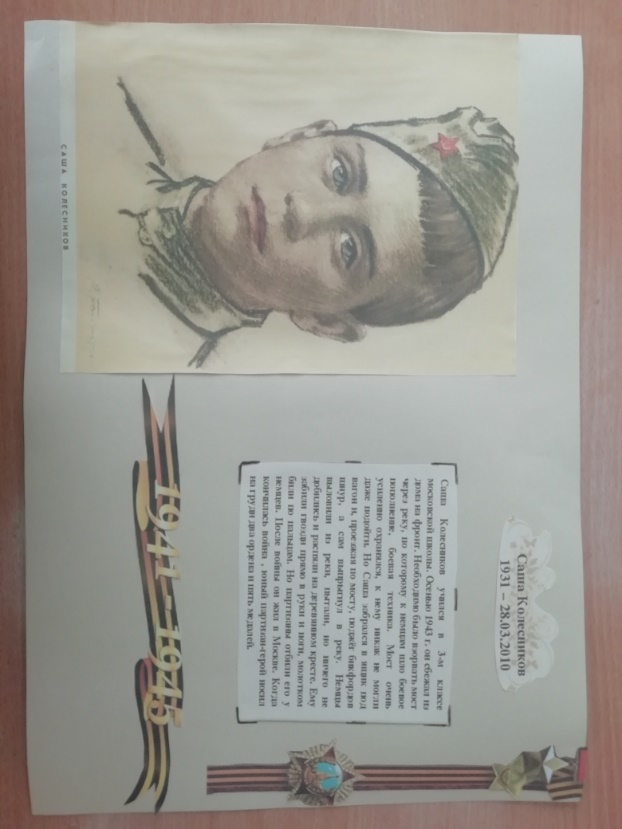 САША КОЛЕСНИКОВ
Саша Колесников
1931 – 28.03.2010
Саша Колесников учился в 3-м классе
московской школы. Осенью 1943 г. он сбежал из
дома на фронт. Необходимо было взорвать мост
через реку, по которому к немцам шло боевое
пополнение, боевая техника. Мост очень
усиленно охранялся, к нему никак не могли
даже подойти. Но Саша забрался в ящик под
вагон и, проезжая по мосту, поджёг бикфордов
шнур, а сам выпрыгнул в реку. Немцы
выловили из реки, пытали, но ничего не
добились и распяли на деревянном кресте. Ему
забили гвозди прямо в руки и ноги, молотком
били по пальцам. Но партизаны отбили его у
немцев. После войны он жил в Москве. Когда
кончилась война , юный партизан-герой носил
на груди два ордена и пять медалей.
1941 1945